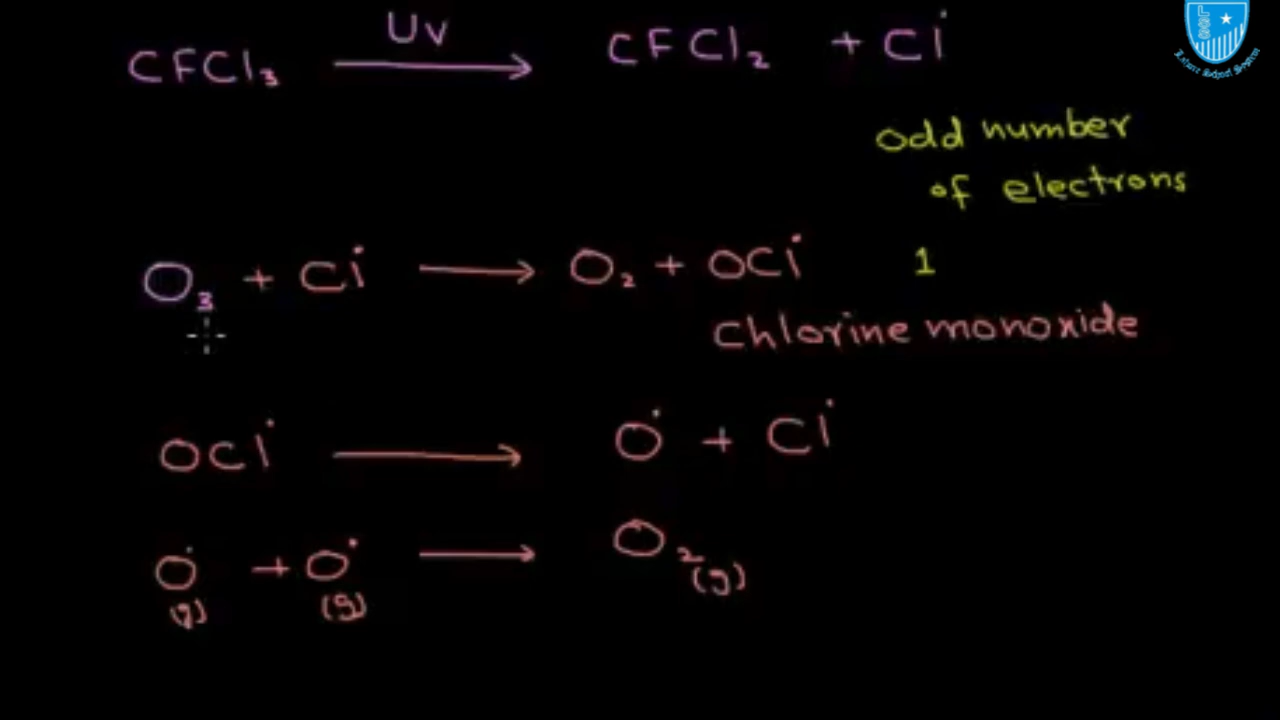 CFCl₃ —UV→ CFCl₂ + Cl˙
odd number
of electrons
O₃ + Cl˙ → O₂ + OCl˙ 1
Chlorine monoxide
OCl˙ → O˙ + Cl˙
O˙(g) + O˙(g) → O₂(g)